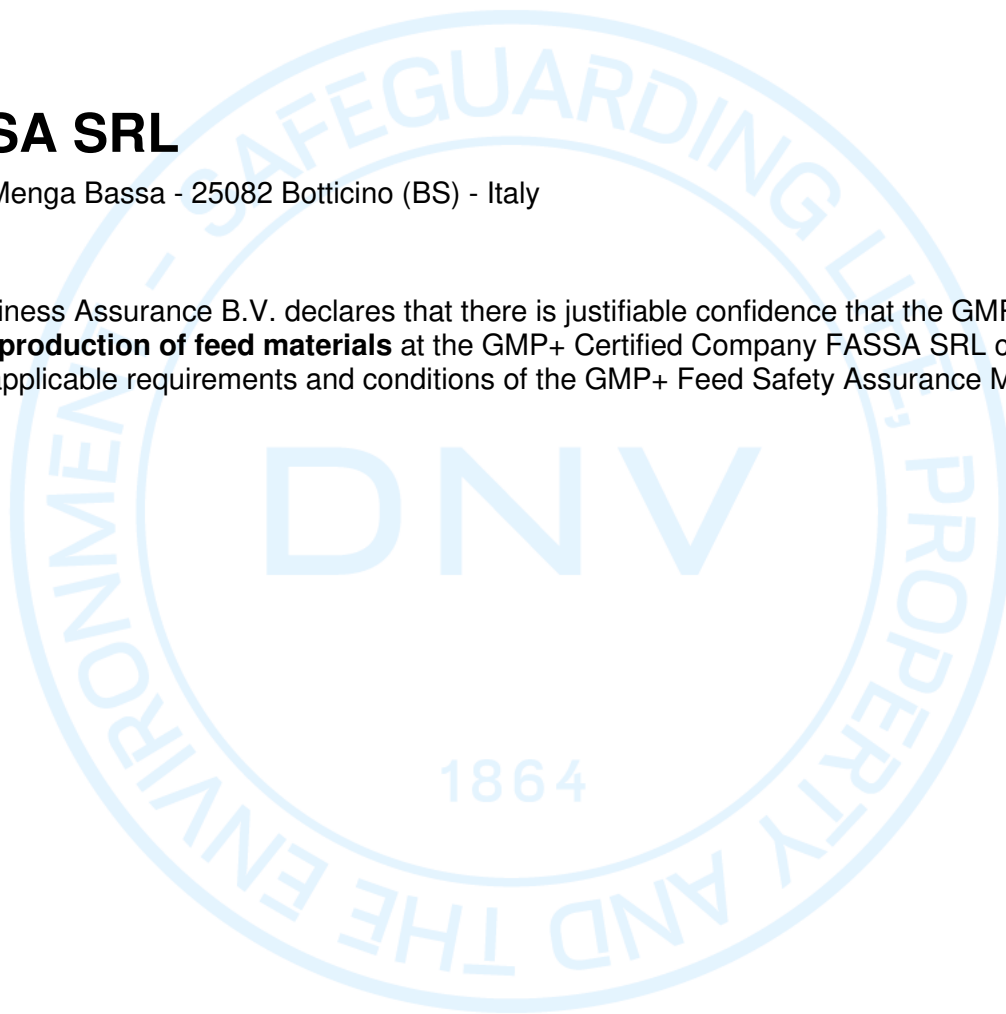 SA SRL
Menga Bassa - 25082 Botticino (BS) - Italy
iness Assurance B.V. declares that there is justifiable confidence that the GMP
production of feed materials at the GMP+ Certified Company FASSA SRL c
applicable requirements and conditions of the GMP+ Feed Safety Assurance M
SAFEGUARDING LIFE, PROPERTY AND THE ENVIRONMENT -
DNV
1864